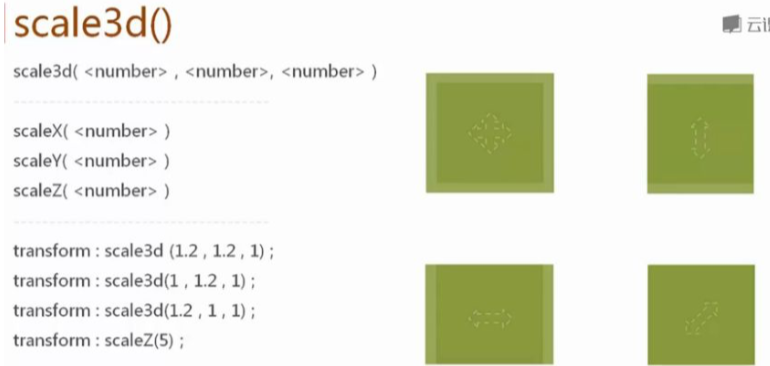 scale3d()
云
scale3d( <number> , <number>, <number> )
scaleX( <number> )
scaleY( <number> )
scaleZ( <number> )
transform : scale3d (1.2 , 1.2 , 1) ;
transform : scale3d(1 , 1.2 , 1) ;
transform : scale3d(1.2 , 1 , 1) ;
transform : scaleZ(5) ;